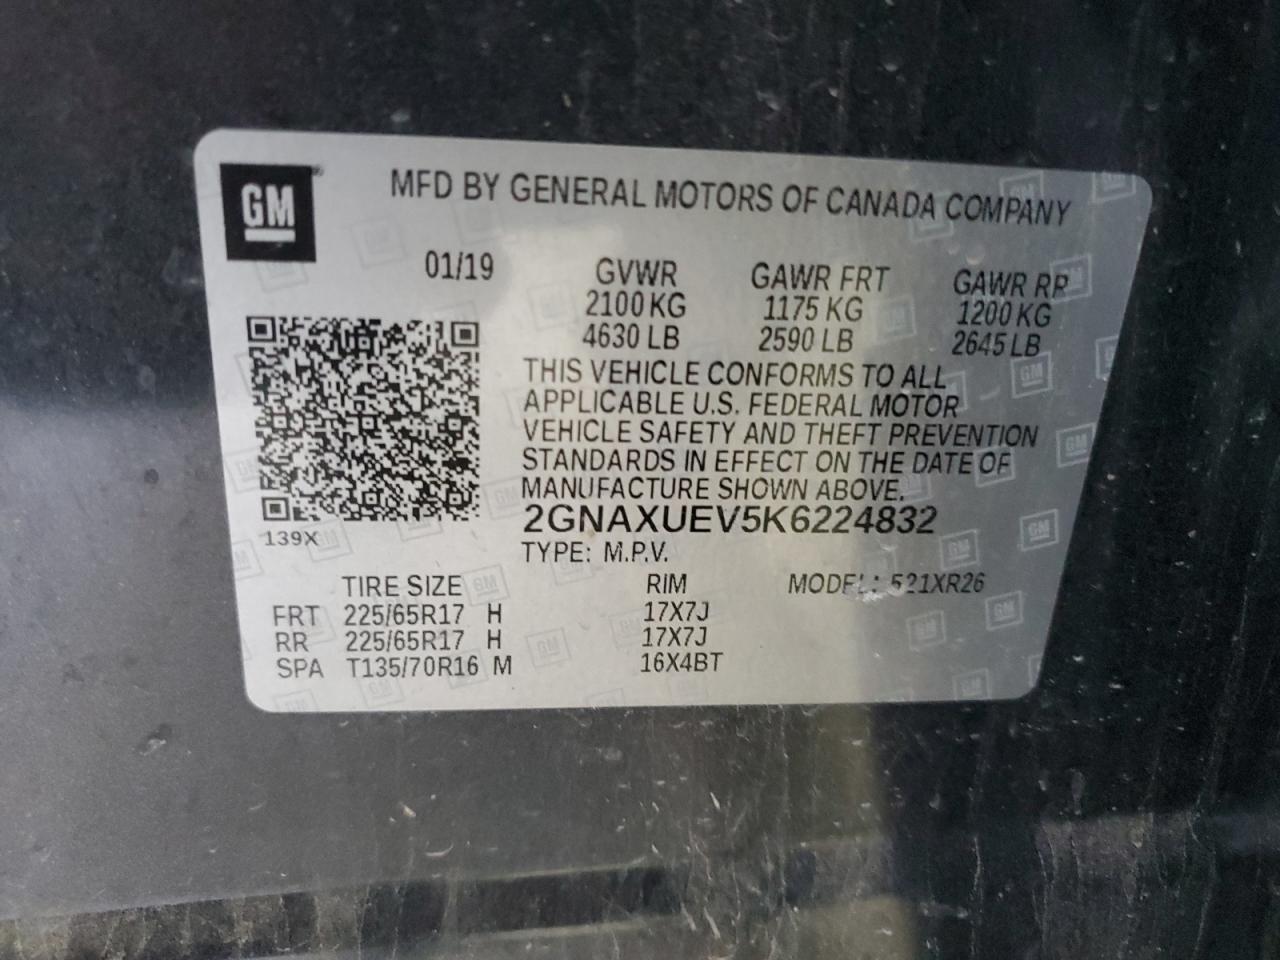 GM
MFD BY GENERAL MOTORS OF CANADA COMPANY
01/19 GVWR GAWR FRT GAWR RR
2100 KG 1175 KG 1200 KG
4630 LB 2590 LB 2645 LB
THIS VEHICLE CONFORMS TO ALL
APPLICABLE U.S. FEDERAL MOTOR
VEHICLE SAFETY AND THEFT PREVENTION
STANDARDS IN EFFECT ON THE DATE OF
MANUFACTURE SHOWN ABOVE.
2GNAXUEV5K6224832
139X
TYPE: M.P.V.
TIRE SIZE RIM MODEL: 521XR26
FRT 225/65R17 H 17X7J
RR 225/65R17 H 17X7J
SPA T135/70R16 M 16X4BT